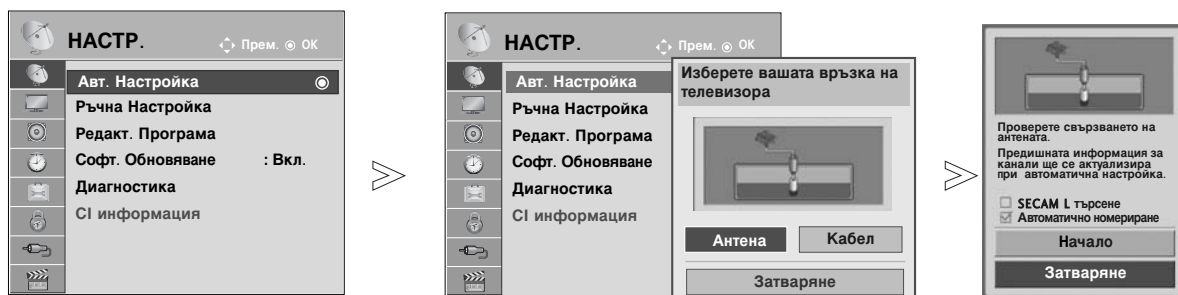 НАСТР.
Прем. ОК
Авт. Настройка
Ръчна Настройка
Редакт. Програма
Софт. Обновяване : Вкл.
Диагностика
CI информация
НАСТР.
Прем. ОК
Авт. Настройка
Ръчна Настройка
Редакт. Програма
Софт. Обновяване
Диагностика
CI информация
Изберете вашата връзка на
телевизора
Антена
Кабел
Затваряне
Проверете свързването на
антената.
Предишната информация за
канали ще се актуализира
при автоматична настройка.
SECAM L търсене
Автоматично номериране
Начало
Затваряне